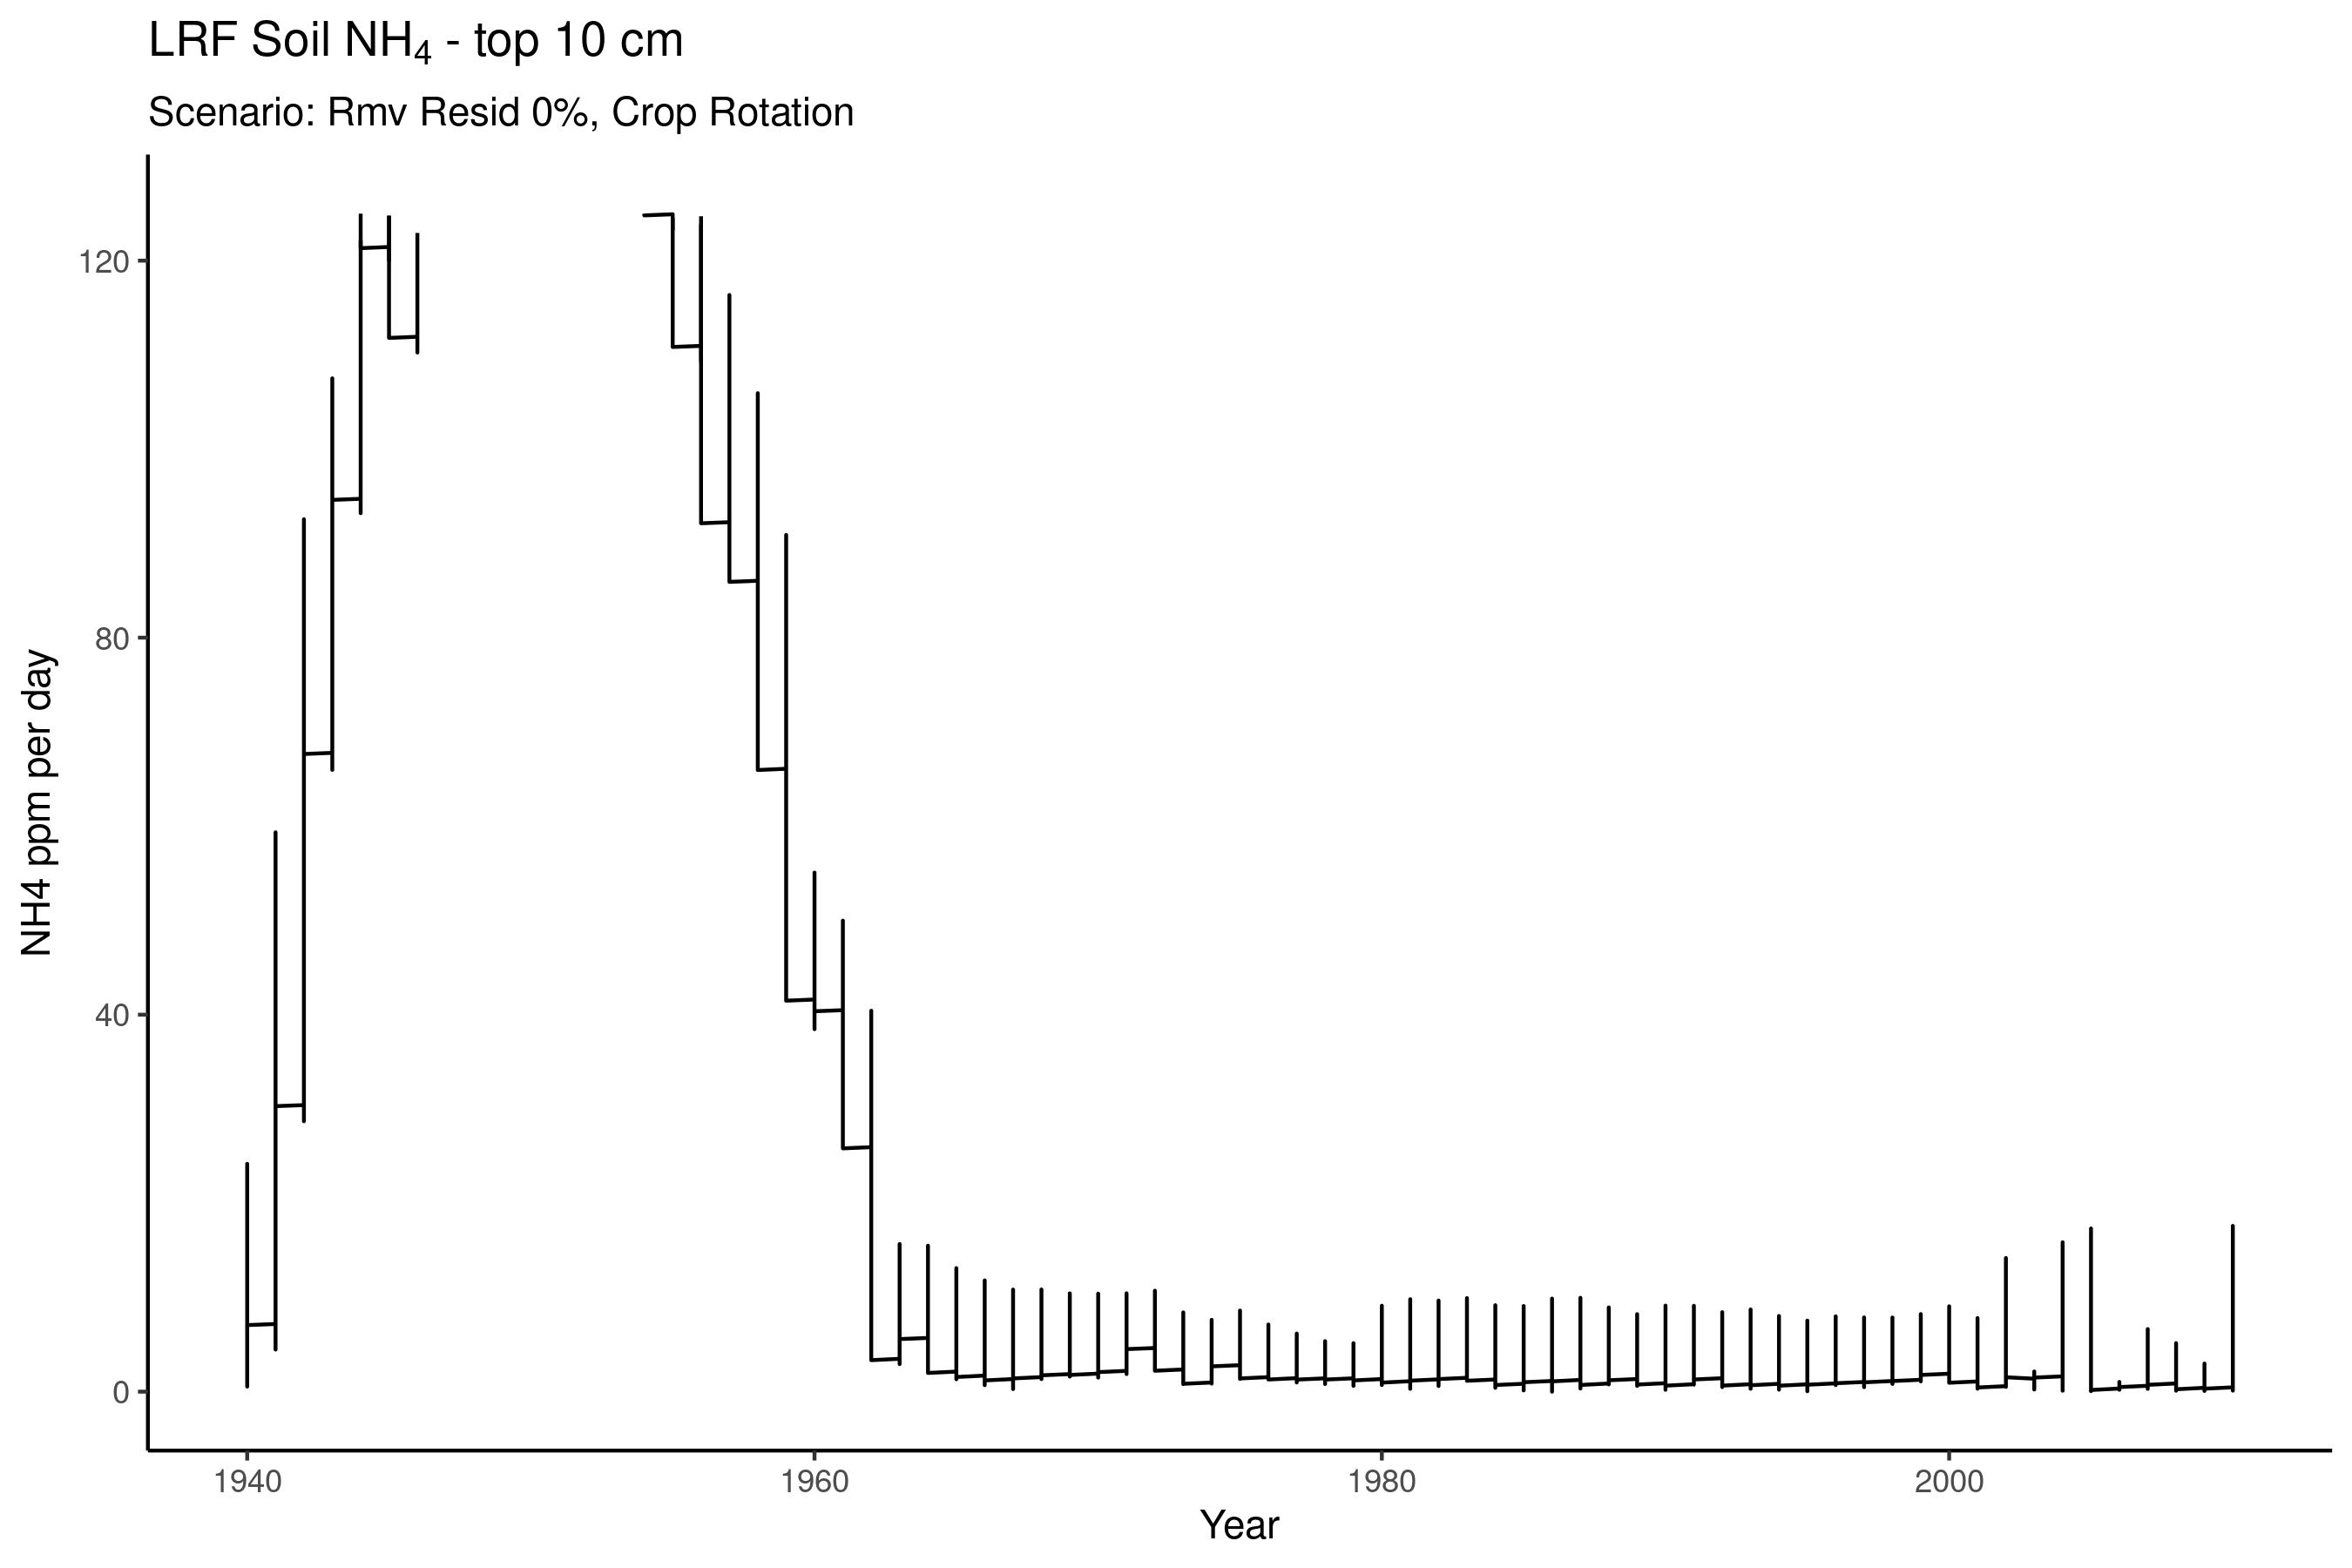 LRF Soil NH₄ - top 10 cm
Scenario: Rmv Resid 0%, Crop Rotation
NH4 ppm per day
120
80
40
0
1940 1960 1980 2000
Year